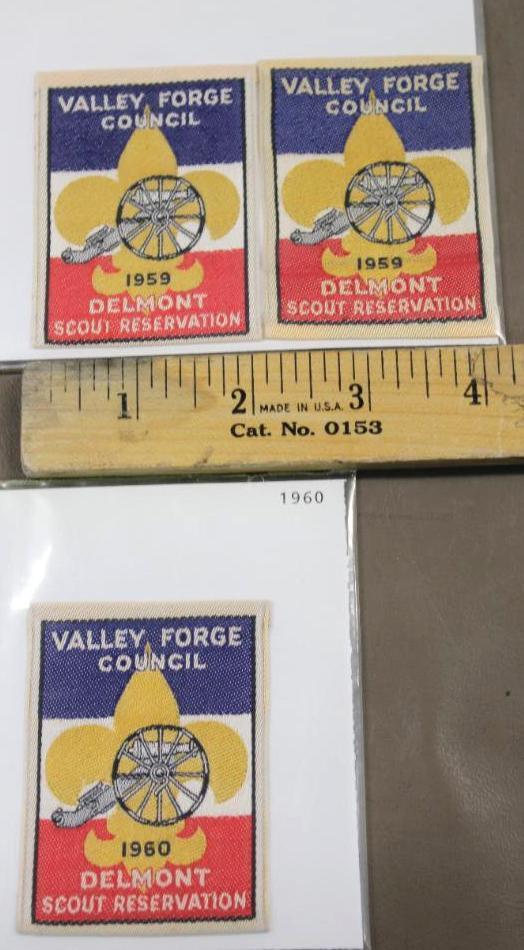 VALLEY FORGE
COUNCIL
1959
DELMONT
SCOUT RESERVATION
VALLEY FORGE
COUNCIL
1959
DELMONT
SCOUT RESERVATION
1 2 3 4
MADE IN U.S.A.
Cat. No. 0153
1960
VALLEY FORGE
COUNCIL
1960
DELMONT
SCOUT RESERVATION